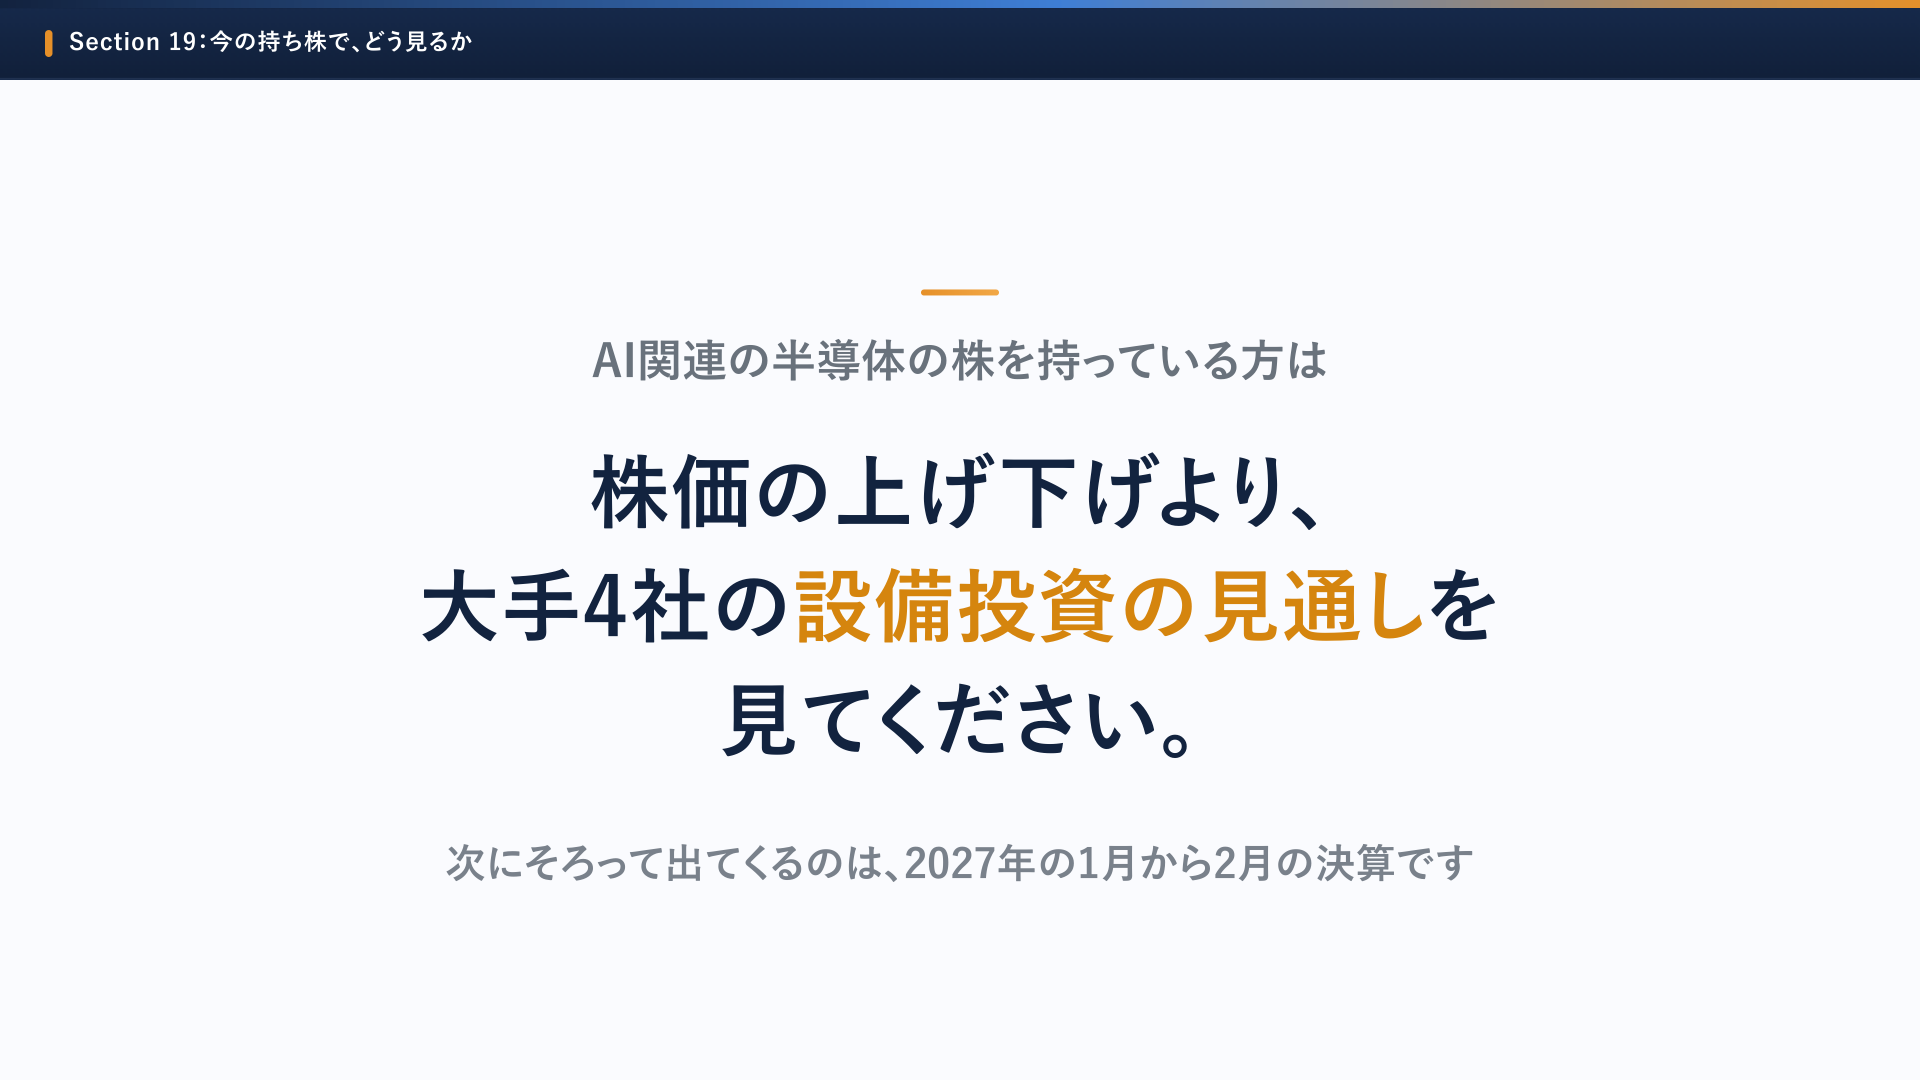 Section 19：今の持ち株で、どう見るか
AI関連の半導体の株を持っている方は
株価の上げ下げより、
大手4社の設備投資の見通しを
見てください。
次にそろって出てくるのは、2027年の1月から2月の決算です